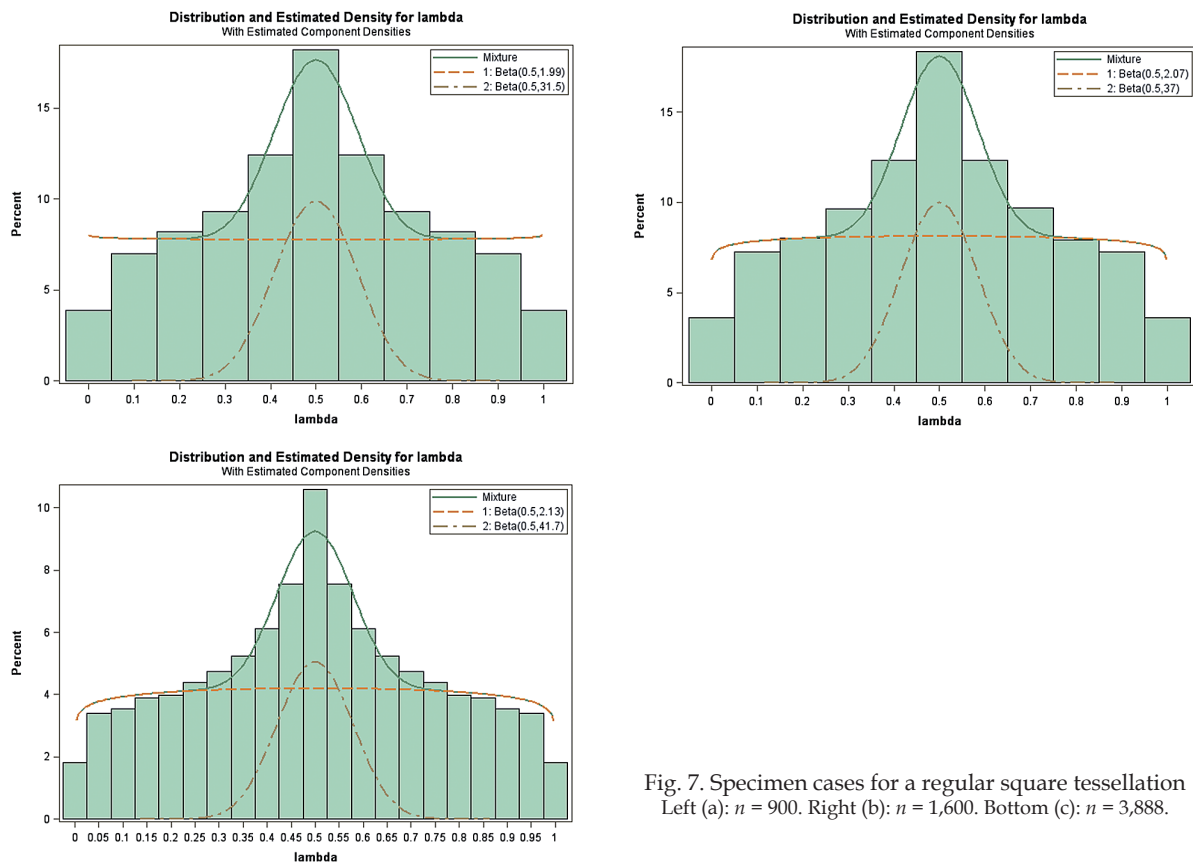 Distribution and Estimated Density for lambda
With Estimated Component Densities
Mixture
1: Beta(0.5,1.99)
2: Beta(0.5,31.5)
Percent
15
10
5
0
0 0.1 0.2 0.3 0.4 0.5 0.6 0.7 0.8 0.9 1
lambda
Distribution and Estimated Density for lambda
With Estimated Component Densities
Mixture
1: Beta(0.5,2.07)
2: Beta(0.5,37)
Percent
15
10
5
0
0 0.1 0.2 0.3 0.4 0.5 0.6 0.7 0.8 0.9 1
lambda
Distribution and Estimated Density for lambda
With Estimated Component Densities
Mixture
1: Beta(0.5,2.13)
2: Beta(0.5,41.7)
Percent
10
8
6
4
2
0
0 0.05 0.1 0.15 0.2 0.25 0.3 0.35 0.4 0.45 0.5 0.55 0.6 0.65 0.7 0.75 0.8 0.85 0.9 0.95 1
lambda
Fig. 7. Specimen cases for a regular square tessellation
Left (a): n = 900. Right (b): n = 1,600. Bottom (c): n = 3,888.